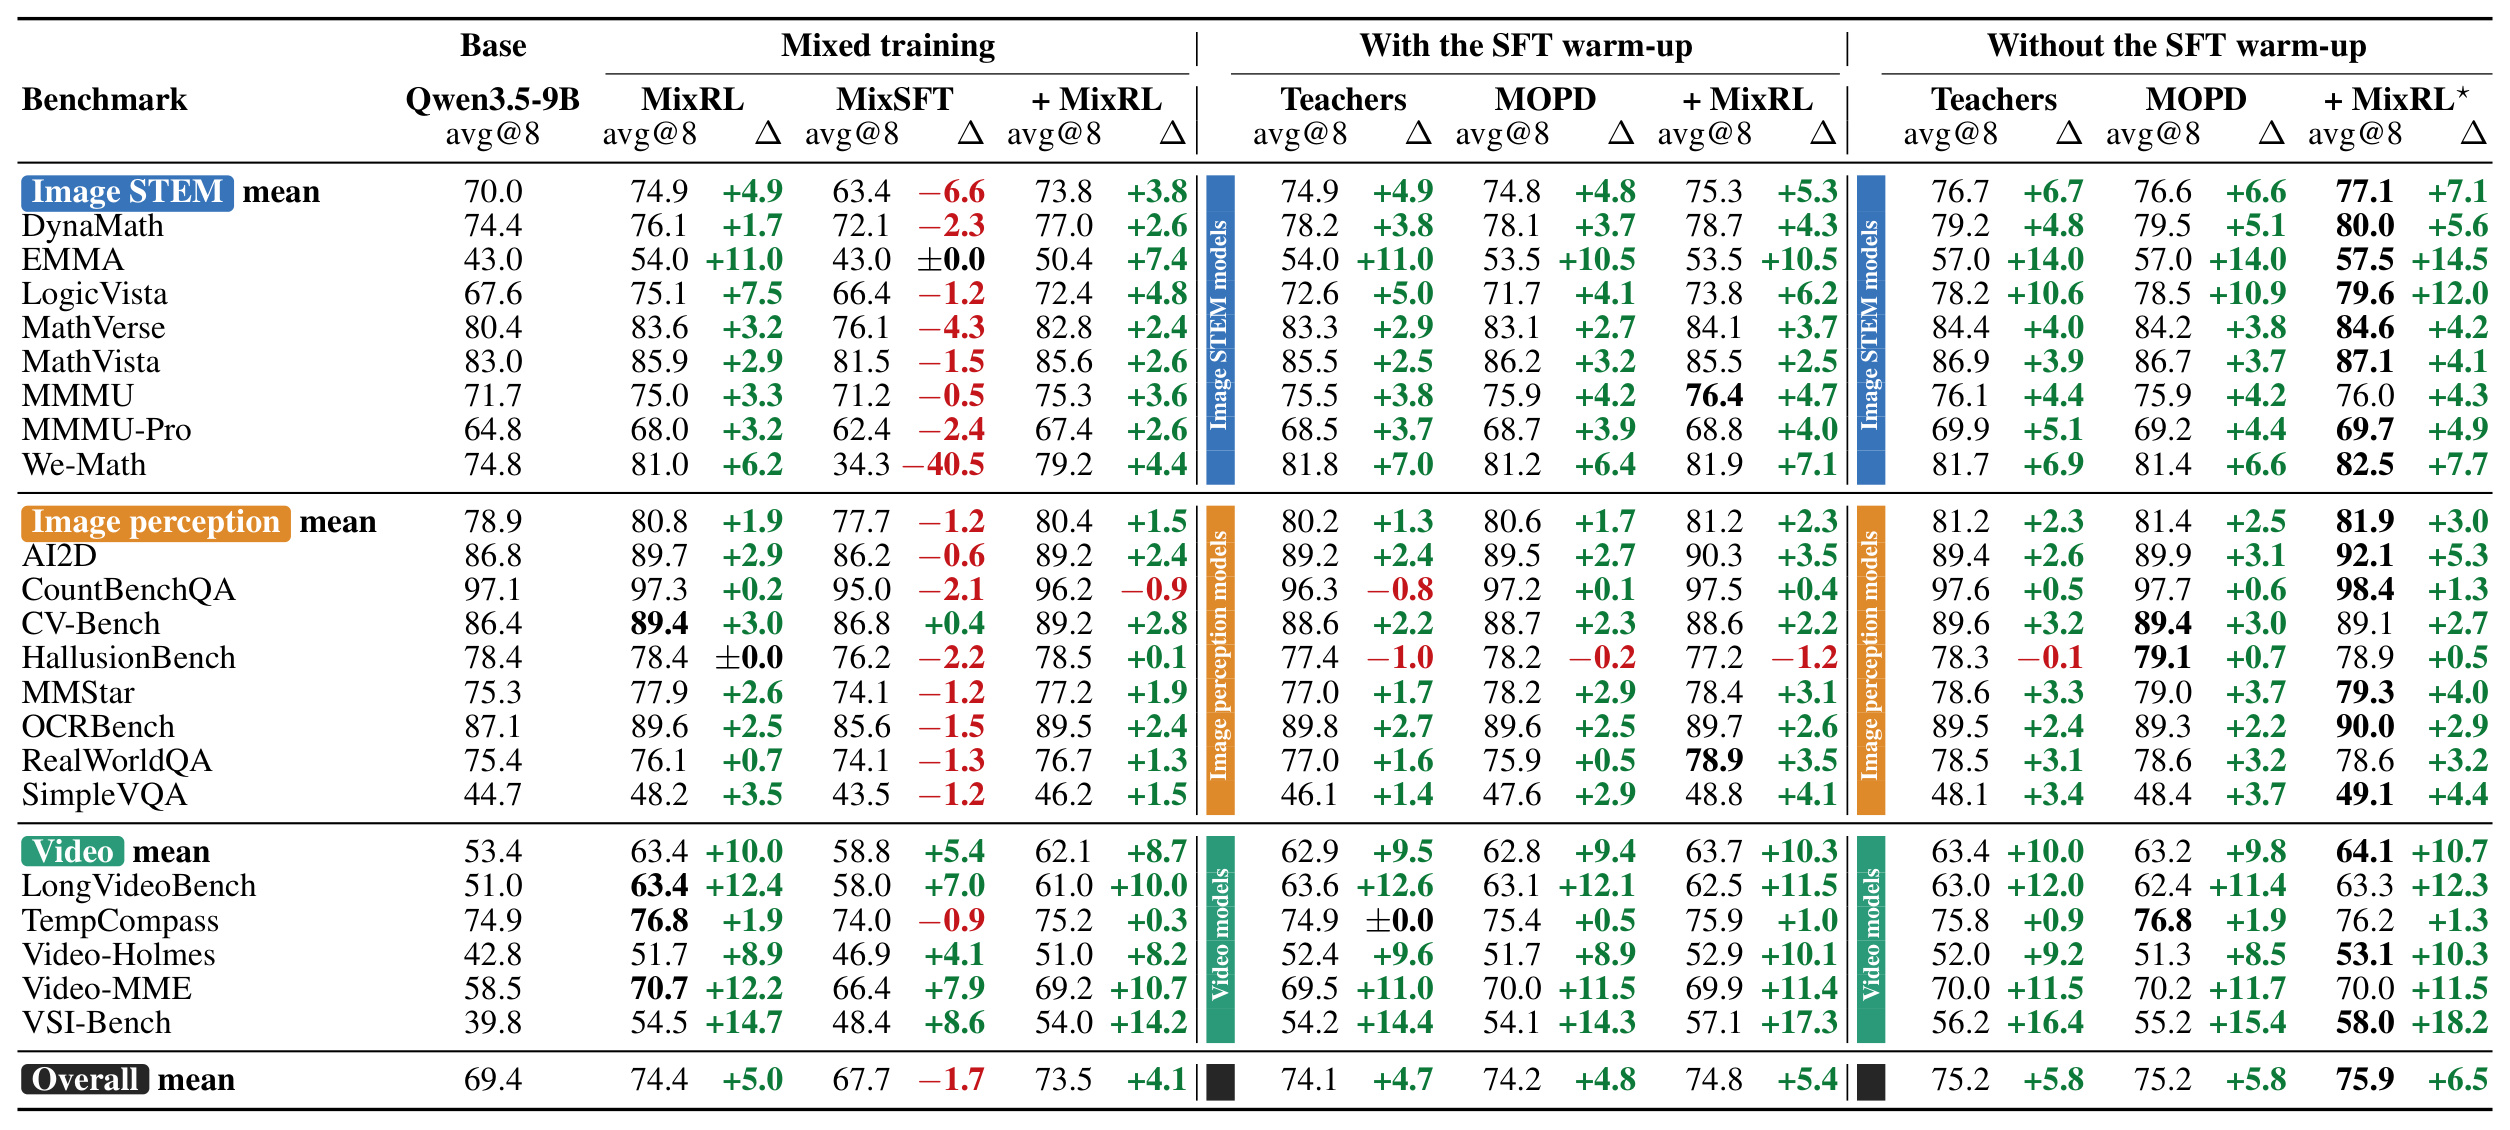 Base Mixed training With the SFT warm-up Without the SFT warm-up
Benchmark Qwen3.5-9B MixRL MixSFT + MixRL Teachers MOPD + MixRL Teachers MOPD + MixRL⋆
avg@8 avg@8 Δ avg@8 Δ avg@8 Δ avg@8 Δ avg@8 Δ avg@8 Δ avg@8 Δ avg@8 Δ avg@8 Δ
Image STEM mean 70.0 74.9 +4.9 63.4 −6.6 73.8 +3.8 74.9 +4.9 74.8 +4.8 75.3 +5.3 76.7 +6.7 76.6 +6.6 77.1 +7.1
DynaMath 74.4 76.1 +1.7 72.1 −2.3 77.0 +2.6 78.2 +3.8 78.1 +3.7 78.7 +4.3 79.2 +4.8 79.5 +5.1 80.0 +5.6
EMMA 43.0 54.0 +11.0 43.0 ±0.0 50.4 +7.4 54.0 +11.0 53.5 +10.5 53.5 +10.5 57.0 +14.0 57.0 +14.0 57.5 +14.5
LogicVista 67.6 75.1 +7.5 66.4 −1.2 72.4 +4.8 72.6 +5.0 71.7 +4.1 73.8 +6.2 78.2 +10.6 78.5 +10.9 79.6 +12.0
MathVerse 80.4 83.6 +3.2 76.1 −4.3 82.8 +2.4 83.3 +2.9 83.1 +2.7 84.1 +3.7 84.4 +4.0 84.2 +3.8 84.6 +4.2
MathVista 83.0 85.9 +2.9 81.5 −1.5 85.6 +2.6 85.5 +2.5 86.2 +3.2 85.5 +2.5 86.9 +3.9 86.7 +3.7 87.1 +4.1
MMMU 71.7 75.0 +3.3 71.2 −0.5 75.3 +3.6 75.5 +3.8 75.9 +4.2 76.4 +4.7 76.1 +4.4 75.9 +4.2 76.0 +4.3
MMMU-Pro 64.8 68.0 +3.2 62.4 −2.4 67.4 +2.6 68.5 +3.7 68.7 +3.9 68.8 +4.0 69.9 +5.1 69.2 +4.4 69.7 +4.9
We-Math 74.8 81.0 +6.2 34.3 −40.5 79.2 +4.4 81.8 +7.0 81.2 +6.4 81.9 +7.1 81.7 +6.9 81.4 +6.6 82.5 +7.7
Image STEM models
Image STEM models
Image perception mean 78.9 80.8 +1.9 77.7 −1.2 80.4 +1.5 80.2 +1.3 80.6 +1.7 81.2 +2.3 81.2 +2.3 81.4 +2.5 81.9 +3.0
AI2D 86.8 89.7 +2.9 86.2 −0.6 89.2 +2.4 89.2 +2.4 89.5 +2.7 90.3 +3.5 89.4 +2.6 89.9 +3.1 92.1 +5.3
CountBenchQA 97.1 97.3 +0.2 95.0 −2.1 96.2 −0.9 96.3 −0.8 97.2 +0.1 97.5 +0.4 97.6 +0.5 97.7 +0.6 98.4 +1.3
CV-Bench 86.4 89.4 +3.0 86.8 +0.4 89.2 +2.8 88.6 +2.2 88.7 +2.3 88.6 +2.2 89.6 +3.2 89.4 +3.0 89.1 +2.7
HallusionBench 78.4 78.4 ±0.0 76.2 −2.2 78.5 +0.1 77.4 −1.0 78.2 −0.2 77.2 −1.2 78.3 −0.1 79.1 +0.7 78.9 +0.5
MMStar 75.3 77.9 +2.6 74.1 −1.2 77.2 +1.9 77.0 +1.7 78.2 +2.9 78.4 +3.1 78.6 +3.3 79.0 +3.7 79.3 +4.0
OCRBench 87.1 89.6 +2.5 85.6 −1.5 89.5 +2.4 89.8 +2.7 89.6 +2.5 89.7 +2.6 89.5 +2.4 89.3 +2.2 90.0 +2.9
RealWorldQA 75.4 76.1 +0.7 74.1 −1.3 76.7 +1.3 77.0 +1.6 75.9 +0.5 78.9 +3.5 78.5 +3.1 78.6 +3.2 78.6 +3.2
SimpleVQA 44.7 48.2 +3.5 43.5 −1.2 46.2 +1.5 46.1 +1.4 47.6 +2.9 48.8 +4.1 48.1 +3.4 48.4 +3.7 49.1 +4.4
Image perception models
Image perception models
Video mean 53.4 63.4 +10.0 58.8 +5.4 62.1 +8.7 62.9 +9.5 62.8 +9.4 63.7 +10.3 63.4 +10.0 63.2 +9.8 64.1 +10.7
LongVideoBench 51.0 63.4 +12.4 58.0 +7.0 61.0 +10.0 63.6 +12.6 63.1 +12.1 62.5 +11.5 63.0 +12.0 62.4 +11.4 63.3 +12.3
TempCompass 74.9 76.8 +1.9 74.0 −0.9 75.2 +0.3 74.9 ±0.0 75.4 +0.5 75.9 +1.0 75.8 +0.9 76.8 +1.9 76.2 +1.3
Video-Holmes 42.8 51.7 +8.9 46.9 +4.1 51.0 +8.2 52.4 +9.6 51.7 +8.9 52.9 +10.1 52.0 +9.2 51.3 +8.5 53.1 +10.3
Video-MME 58.5 70.7 +12.2 66.4 +7.9 69.2 +10.7 69.5 +11.0 70.0 +11.5 69.9 +11.4 70.0 +11.5 70.2 +11.7 70.0 +11.5
VSI-Bench 39.8 54.5 +14.7 48.4 +8.6 54.0 +14.2 54.2 +14.4 54.1 +14.3 57.1 +17.3 56.2 +16.4 55.2 +15.4 58.0 +18.2
Video models
Video models
Overall mean 69.4 74.4 +5.0 67.7 −1.7 73.5 +4.1 74.1 +4.7 74.2 +4.8 74.8 +5.4 75.2 +5.8 75.2 +5.8 75.9 +6.5